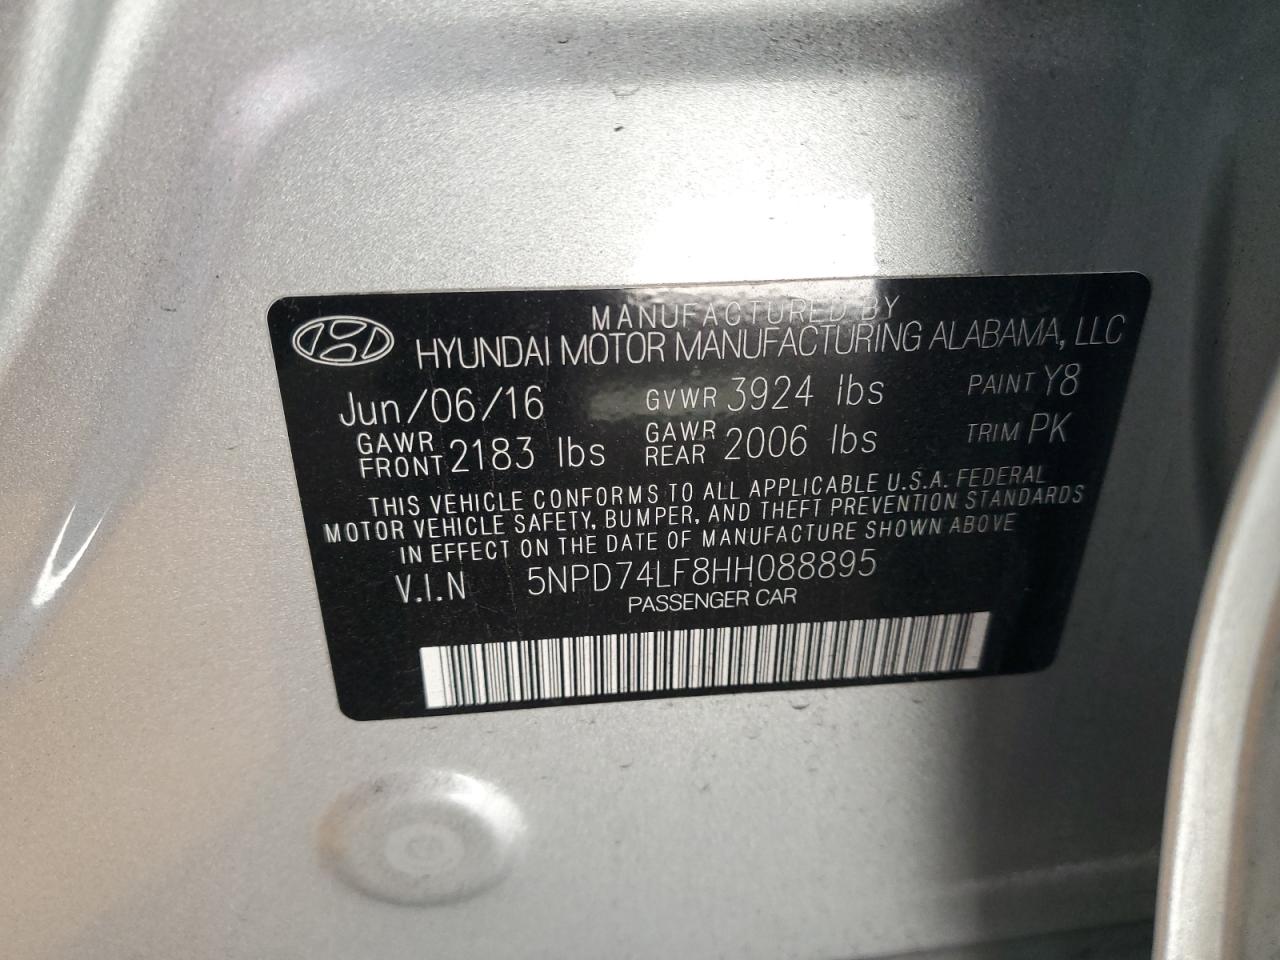 MANUFACTURED BY
HYUNDAI MOTOR MANUFACTURING ALABAMA, LLC
Jun/06/16 GVWR 3924 lbs PAINT Y8
GAWR FRONT 2183 lbs GAWR REAR 2006 lbs TRIM PK
THIS VEHICLE CONFORMS TO ALL APPLICABLE U.S.A. FEDERAL
MOTOR VEHICLE SAFETY, BUMPER, AND THEFT PREVENTION STANDARDS
IN EFFECT ON THE DATE OF MANUFACTURE SHOWN ABOVE
V.I.N 5NPD74LF8HH088895
PASSENGER CAR